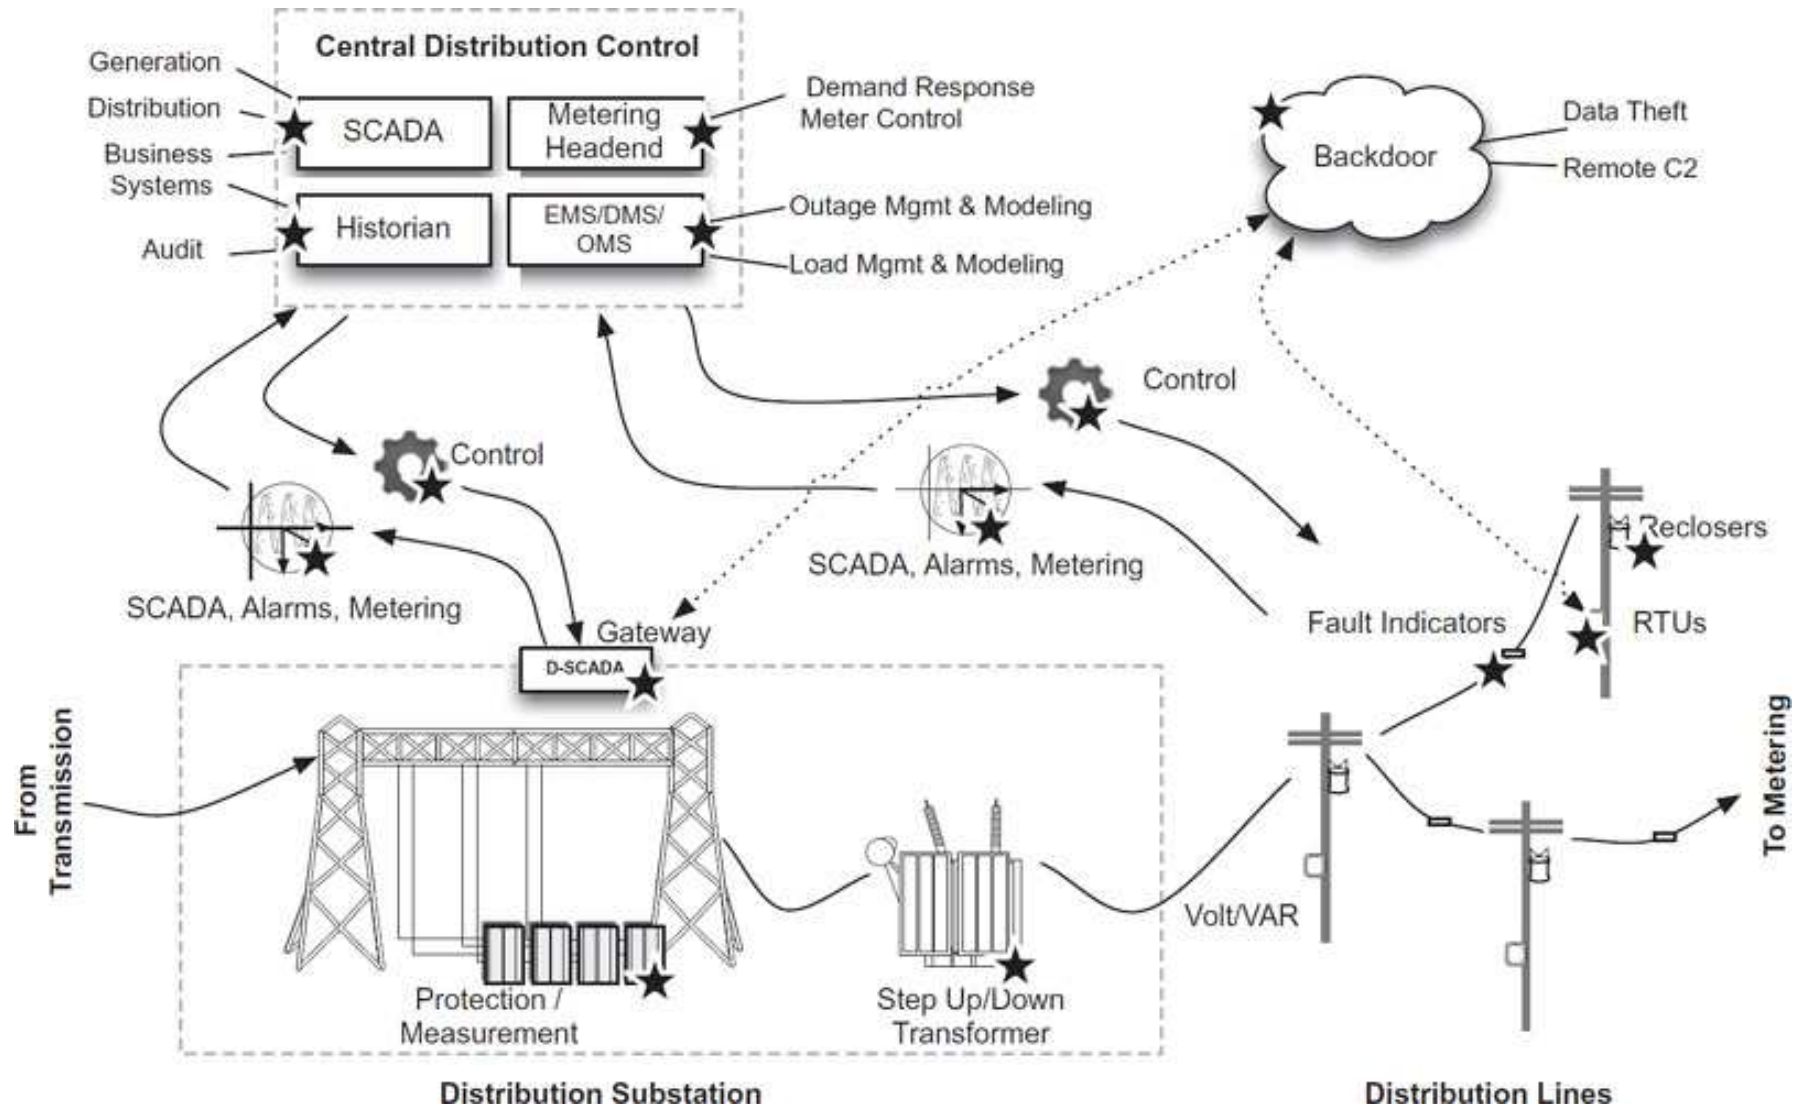 Central Distribution Control
Generation
Distribution
Business
Systems
Audit
SCADA
Metering
Headend
Historian
EMS/DMS/
OMS
Demand Response
Meter Control
Outage Mgmt & Modeling
Load Mgmt & Modeling
Backdoor
Data Theft
Remote C2
Control
Control
SCADA, Alarms, Metering
SCADA, Alarms, Metering
Gateway
D-SCADA
Fault Indicators
Reclosers
RTUs
From
Transmission
To Metering
Volt/VAR
Protection /
Measurement
Step Up/Down
Transformer
Distribution Substation
Distribution Lines